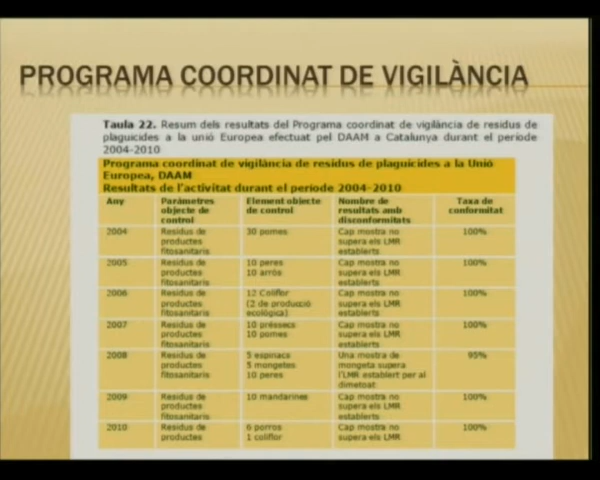 PROGRAMA COORDINAT DE VIGILÀNCIA
Taula 22. Resum dels resultats del Programa coordinat de vigilància de residus de
plaguicides a la unió Europea efectuat pel DAAM a Catalunya durant el període
2004-2010
Programa coordinat de vigilància de residus de plaguicides a la Unió
Europea, DAAM
Resultats de l'activitat durant el període 2004-2010
Any Paràmetres objecte de control Element objecte de control Nombre de resultats amb disconformitats Taxa de conformitat
2004 Residus de productes fitosanitaris 30 pomes Cap mostra no supera els LMR establerts 100%
2005 Residus de productes fitosanitaris 10 peres 10 arròs Cap mostra no supera els LMR establerts 100%
2006 Residus de productes fitosanitaris 12 Coliflor (2 de producció ecològica) Cap mostra no supera els LMR establerts 100%
2007 Residus de productes fitosanitaris 10 préssecs 10 pomes Cap mostra no supera els LMR establerts 100%
2008 Residus de productes fitosanitaris 5 espinacs 5 mongetes 10 peres Una mostra de mongeta supera l'LMR establert per al dimetoat 95%
2009 Residus de productes fitosanitaris 10 mandarines Cap mostra no supera els LMR establerts 100%
2010 Residus de productes 6 porros 1 coliflor Cap mostra no supera els LMR 100%